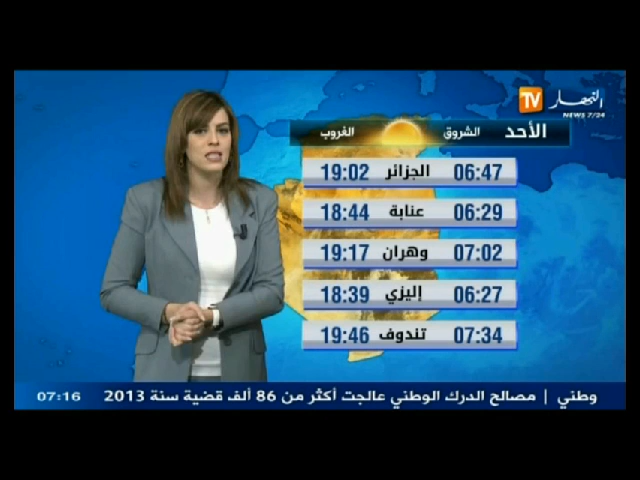 TV النهار
NEWS 7/24
الأحد الشروق الغروب
06:47 الجزائر 19:02
06:29 عنابة 18:44
07:02 وهران 19:17
06:27 إليزي 18:39
07:34 تندوف 19:46
وطني | مصالح الدرك الوطني عالجت أكثر من 86 ألف قضية سنة 2013
07:16